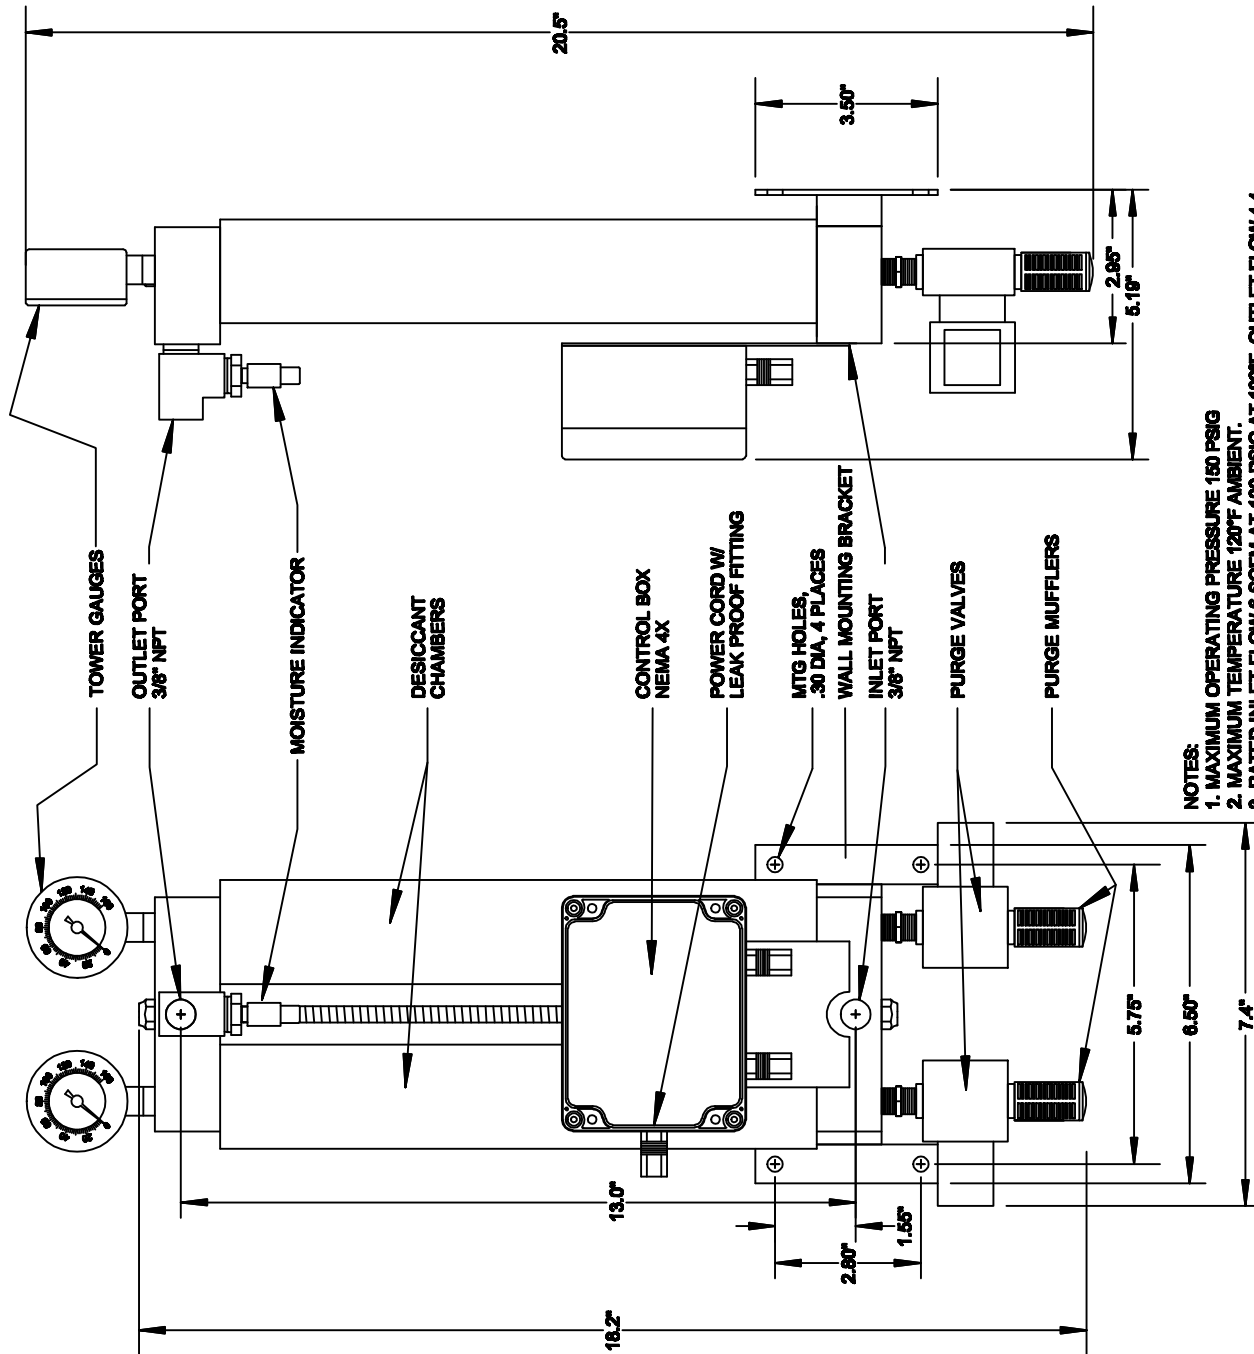 20.5"
3.50"
2.95"
5.19"
TOWER GAUGES
OUTLET PORT
3/8" NPT
MOISTURE INDICATOR
DESICCANT
CHAMBERS
CONTROL BOX
NEMA 4X
POWER CORD W/
LEAK PROOF FITTING
MTG HOLES,
.30 DIA, 4 PLACES
WALL MOUNTING BRACKET
INLET PORT
3/8" NPT
PURGE VALVES
PURGE MUFFLERS
NOTES:
1. MAXIMUM OPERATING PRESSURE 150 PSIG
2. MAXIMUM TEMPERATURE 120°F AMBIENT.
13.0"
1.55"
2.80"
18.2"
5.75"
6.50"
7.4"